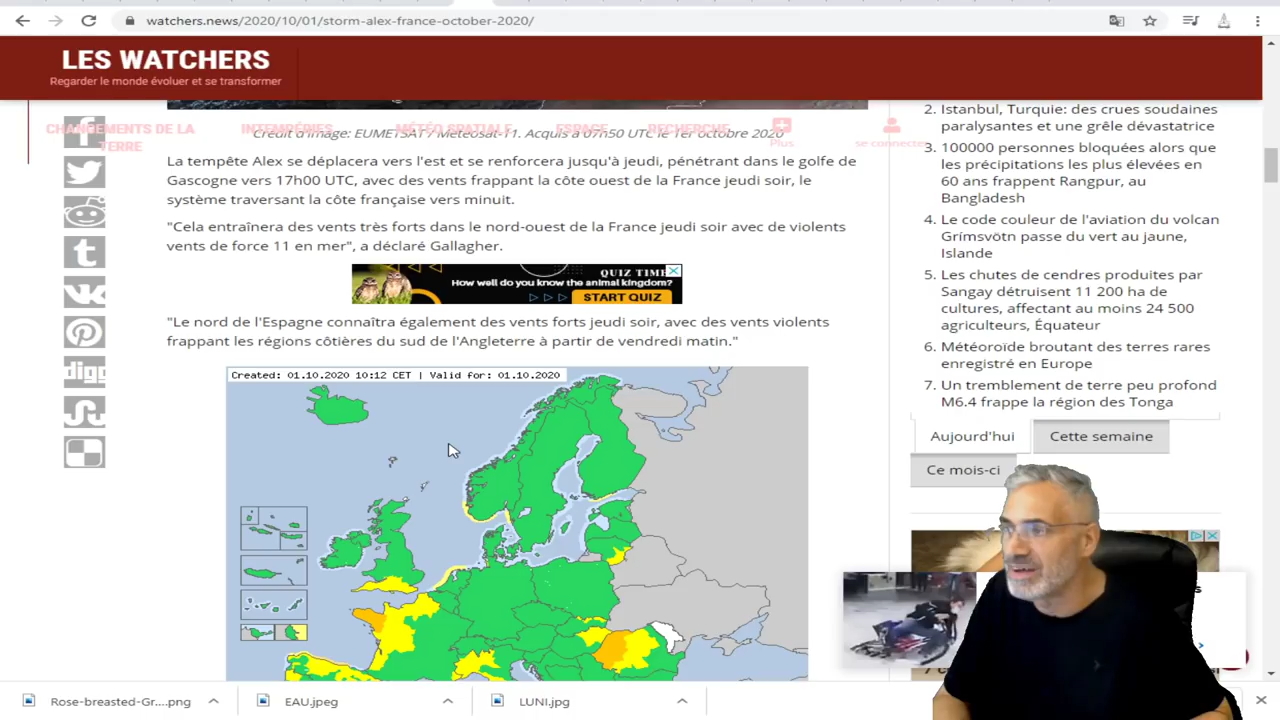 watchers.news/2020/10/01/storm-alex-france-october-2020/
LES WATCHERS
Regarder le monde évoluer et se transformer
CHANGEMENTS DE LA TERRE
INTEMPÉRIES
MÉTÉO SPATIALE
ESPACE
RECHERCHE
Plus
se connecter
Crédit d'image: EUMETSAT / Meteosat-11. Acquis à 07h50 UTC le 1er octobre 2020
La tempête Alex se déplacera vers l'est et se renforcera jusqu'à jeudi, pénétrant dans le golfe de
Gascogne vers 17h00 UTC, avec des vents frappant la côte ouest de la France jeudi soir, le
système traversant la côte française vers minuit.
"Cela entraînera des vents très forts dans le nord-ouest de la France jeudi soir avec de violents
vents de force 11 en mer", a déclaré Gallagher.
QUIZ TIME
How well do you know the animal kingdom?
START QUIZ
"Le nord de l'Espagne connaîtra également des vents forts jeudi soir, avec des vents violents
frappant les régions côtières du sud de l'Angleterre à partir de vendredi matin."
Created: 01.10.2020 10:12 CET | Valid for: 01.10.2020
digg
2. Istanbul, Turquie: des crues soudaines
paralysantes et une grêle dévastatrice
3. 100000 personnes bloquées alors que
les précipitations les plus élevées en
60 ans frappent Rangpur, au
Bangladesh
4. Le code couleur de l'aviation du volcan
Grímsvötn passe du vert au jaune,
Islande
5. Les chutes de cendres produites par
Sangay détruisent 11 200 ha de
cultures, affectant au moins 24 500
agriculteurs, Équateur
6. Météoroïde broutant des terres rares
enregistré en Europe
7. Un tremblement de terre peu profond
M6.4 frappe la région des Tonga
Aujourd'hui
Cette semaine
Ce mois-ci
Rose-breasted-Gr....png
EAU.jpeg
LUNI.jpg